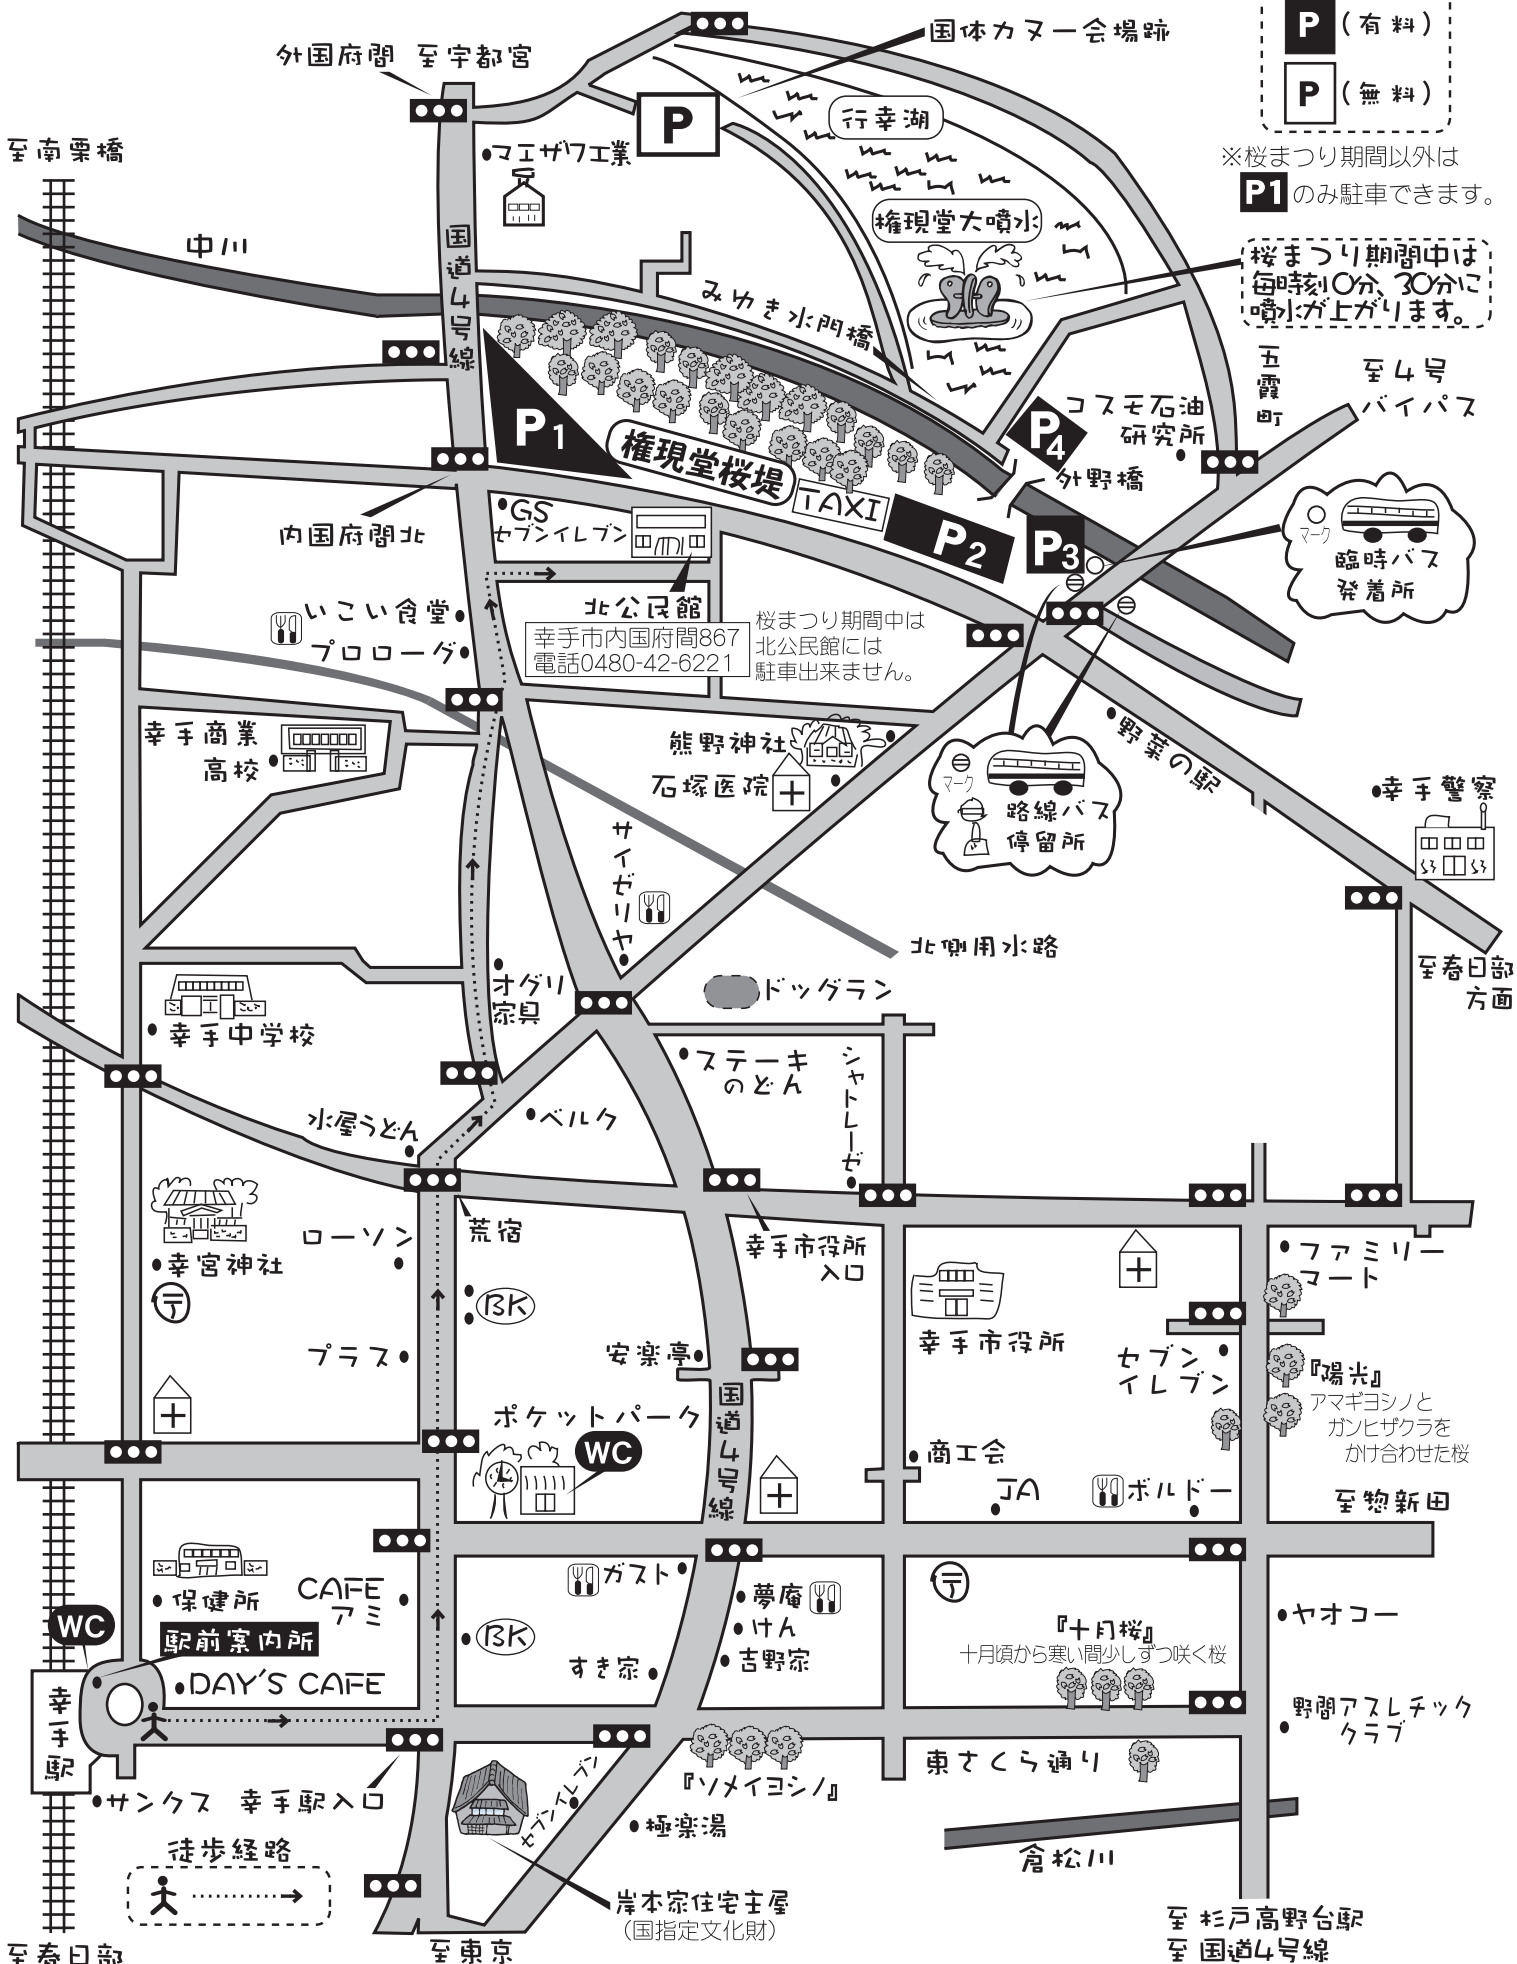 P(有料)
P(無料)
※桜まつり期間以外は
P1のみ駐車できます。
外国府間
至宇都宮
国体カヌー会場跡
P
行幸湖
至南栗橋
マエザワ工業
権現堂大噴水
桜まつり期間中は
毎時刻0分、30分に
噴水が上がります。
中川
国道4号線
みゆき水門橋
五霞町
至4号
バイパス
P1
権現堂桜堤
TAXI
P2
P3
P4
コスモ石油
研究所
外野橋
マーク
臨時バス
発着所
内国府間北
GS
セブンイレブン
北公民館
幸手市内国府間867
電話0480-42-6221
桜まつり期間中は
北公民館には
駐車出来ません。
いこい食堂
プロローグ
幸手商業
高校
熊野神社
石塚医院
マーク
路線バス
停留所
野菜の駅
幸手警察
サイゼリヤ
北側用水路
至春日部
方面
オグリ
家具
ドッグラン
幸手中学校
ステーキ
のどん
シャトレーゼ
ベルク
水屋うどん
荒宿
幸手市役所
入口
ローソン
幸宮神社
〒
BK
幸手市役所
ファミリー
マート
プラス
安楽亭
セブン
イレブン
『陽光』
アマギヨシノと
ガンヒザクラを
かけ合わせた桜
ポケットパーク
WC
国道4号線
商工会
JA
ボルドー
至惣新田
保健所
CAFE
アミ
ガスト
夢庵
けん
吉野家
〒
ヤオコー
WC
駅前案内所
DAY'S CAFE
BK
すき家
『十月桜』
十月頃から寒い間少しずつ咲く桜
野間アスレチック
クラブ
幸手駅
サンクス
幸手駅入口
セブンイレブン
『ソメイヨシノ』
東さくら通り
極楽湯
倉松川
徒歩経路
岸本家住宅主屋
(国指定文化財)
至春日部
至東京
至杉戸高野台駅
至国道4号線